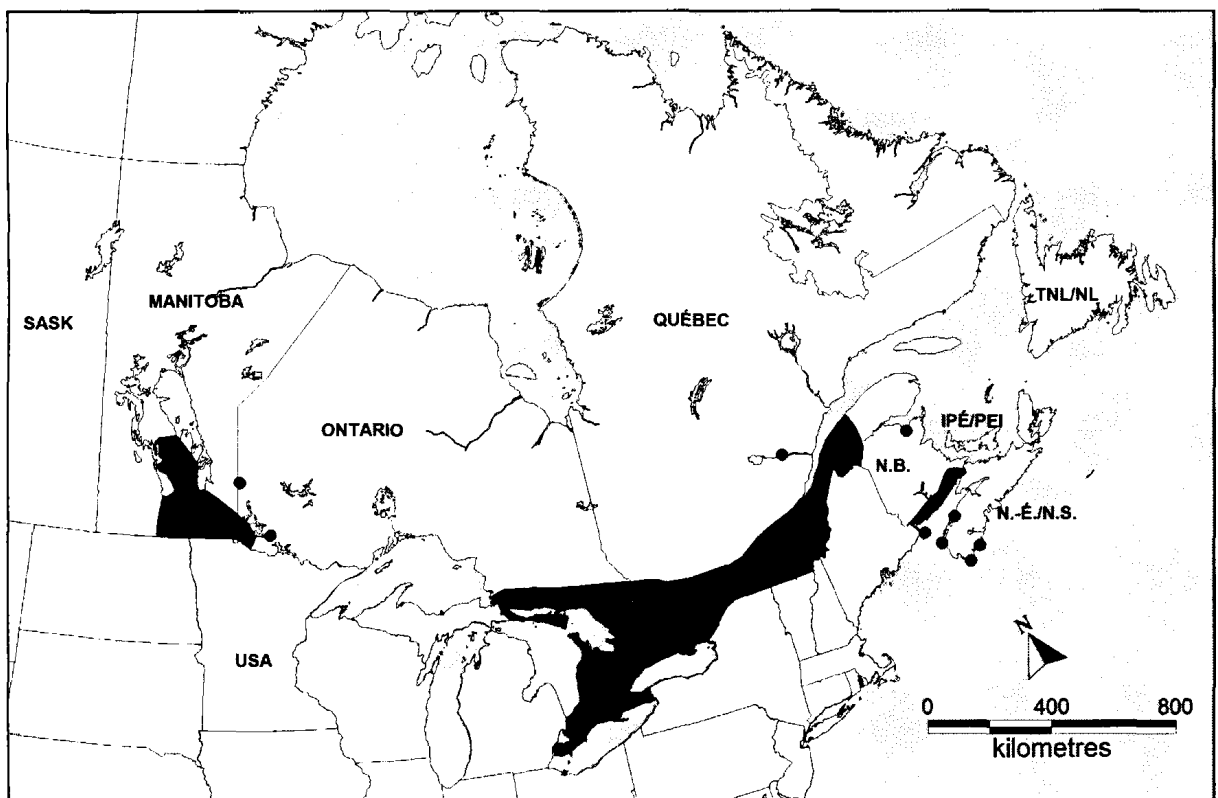 TNL/NL
MANITOBA
SASK
QUÉBEC
ONTARIO
IPÉ/PEI
N.B.
N.-É./N.S.
N
USA
0 400 800
kilometres